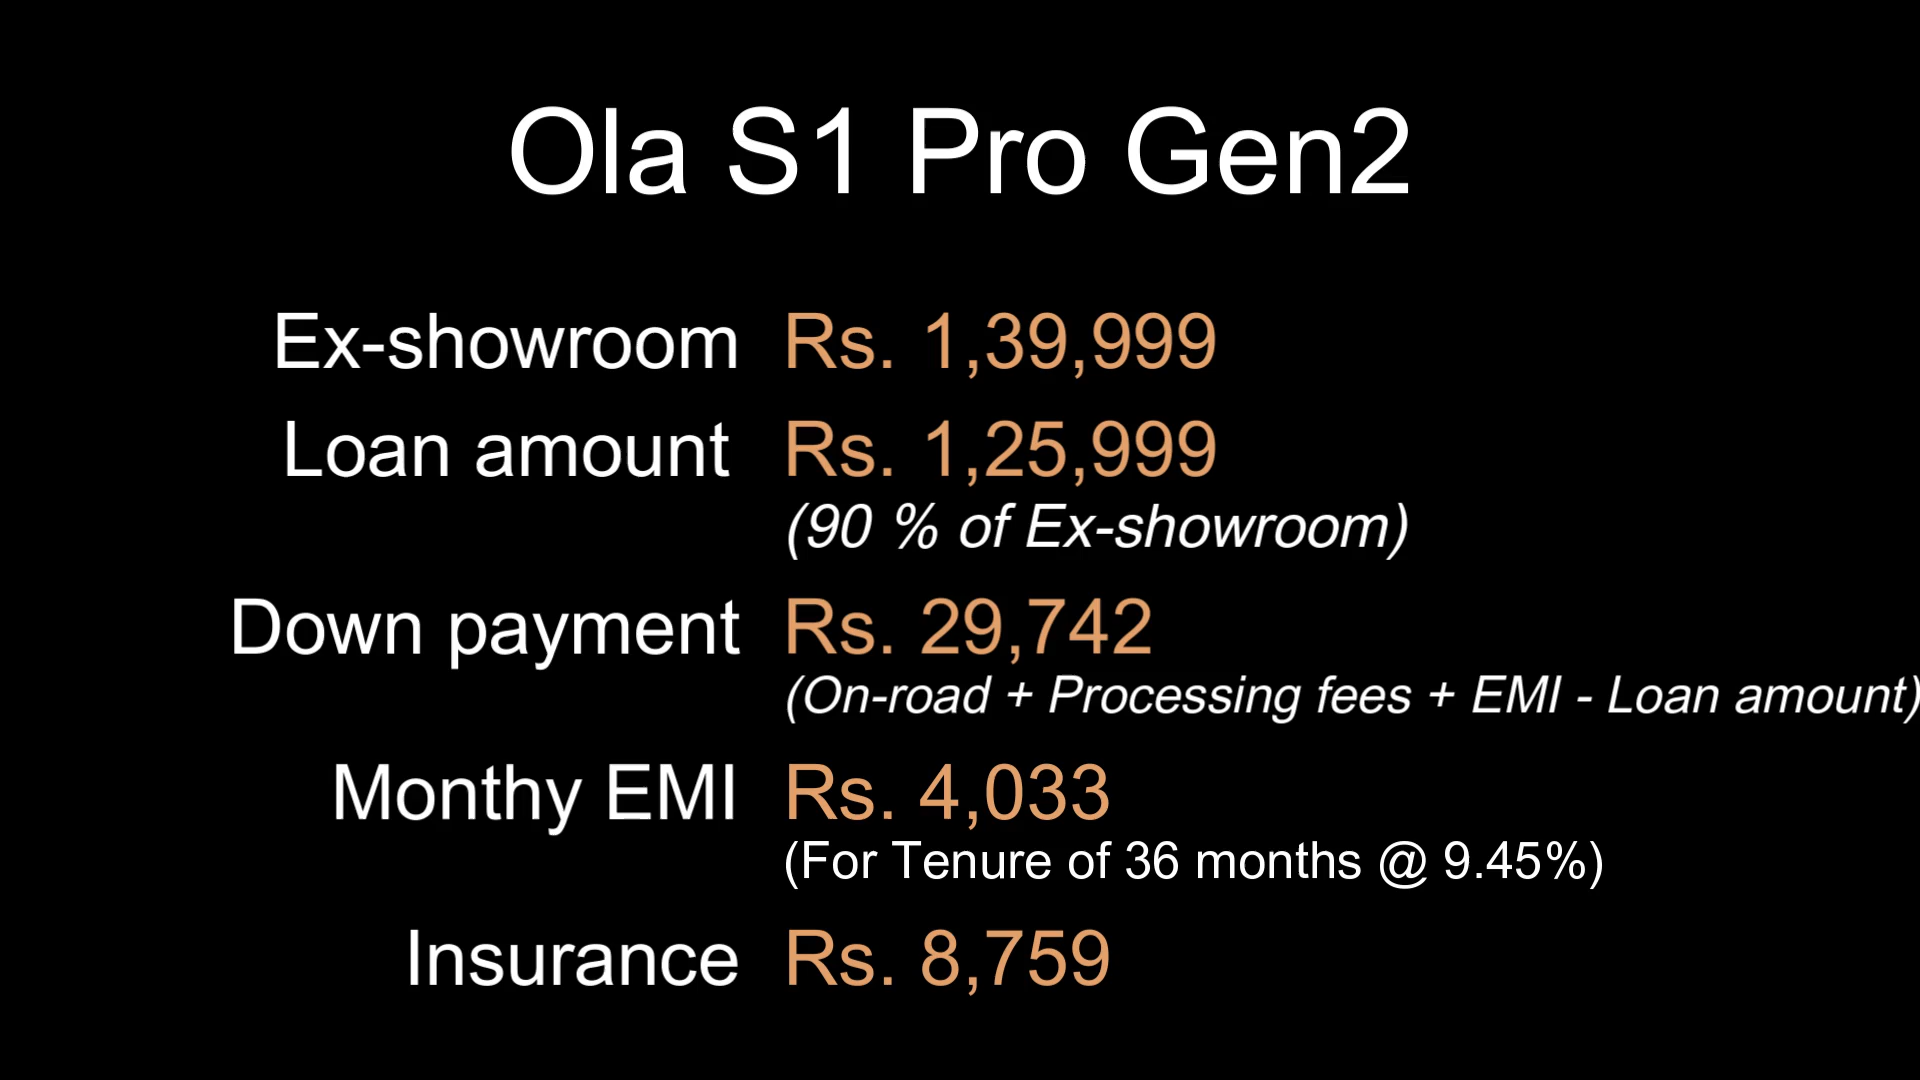 Ola S1 Pro Gen2
Ex-showroom Rs. 1,39,999
Loan amount Rs. 1,25,999
(90 % of Ex-showroom)
Down payment Rs. 29,742
(On-road + Processing fees + EMI - Loan amount)
Monthy EMI Rs. 4,033
(For Tenure of 36 months @ 9.45%)
Insurance Rs. 8,759